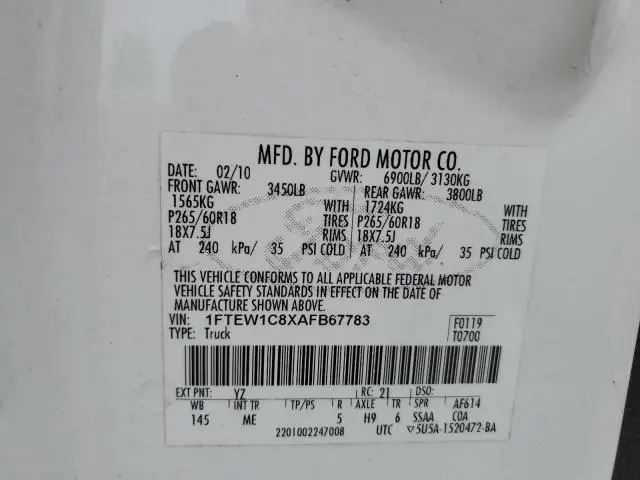 MFD. BY FORD MOTOR CO.
DATE: 02/10 GVWR: 6900LB/ 3130KG
FRONT GAWR: 3450LB REAR GAWR: 3800LB
1565KG WITH 1724KG WITH
P265/60R18 TIRES P265/60R18 TIRES
18X7.5J RIMS 18X7.5J RIMS
AT 240 kPa/ 35 PSI COLD AT 240 kPa/ 35 PSI COLD
THIS VEHICLE CONFORMS TO ALL APPLICABLE FEDERAL MOTOR
VEHICLE SAFETY STANDARDS IN EFFECT ON THE DATE OF
MANUFACTURE SHOWN ABOVE.
VIN: 1FTEW1C8XAFB67783 F0119
TYPE: Truck T0700
EXT PNT: YZ RC: 21 DSO:
WB INT TR TP/PS R AXLE TR SPR AF614
145 ME 5 H9 6 SSAA COA
2201002247008 UTC ▽5U5A-1520472-BA